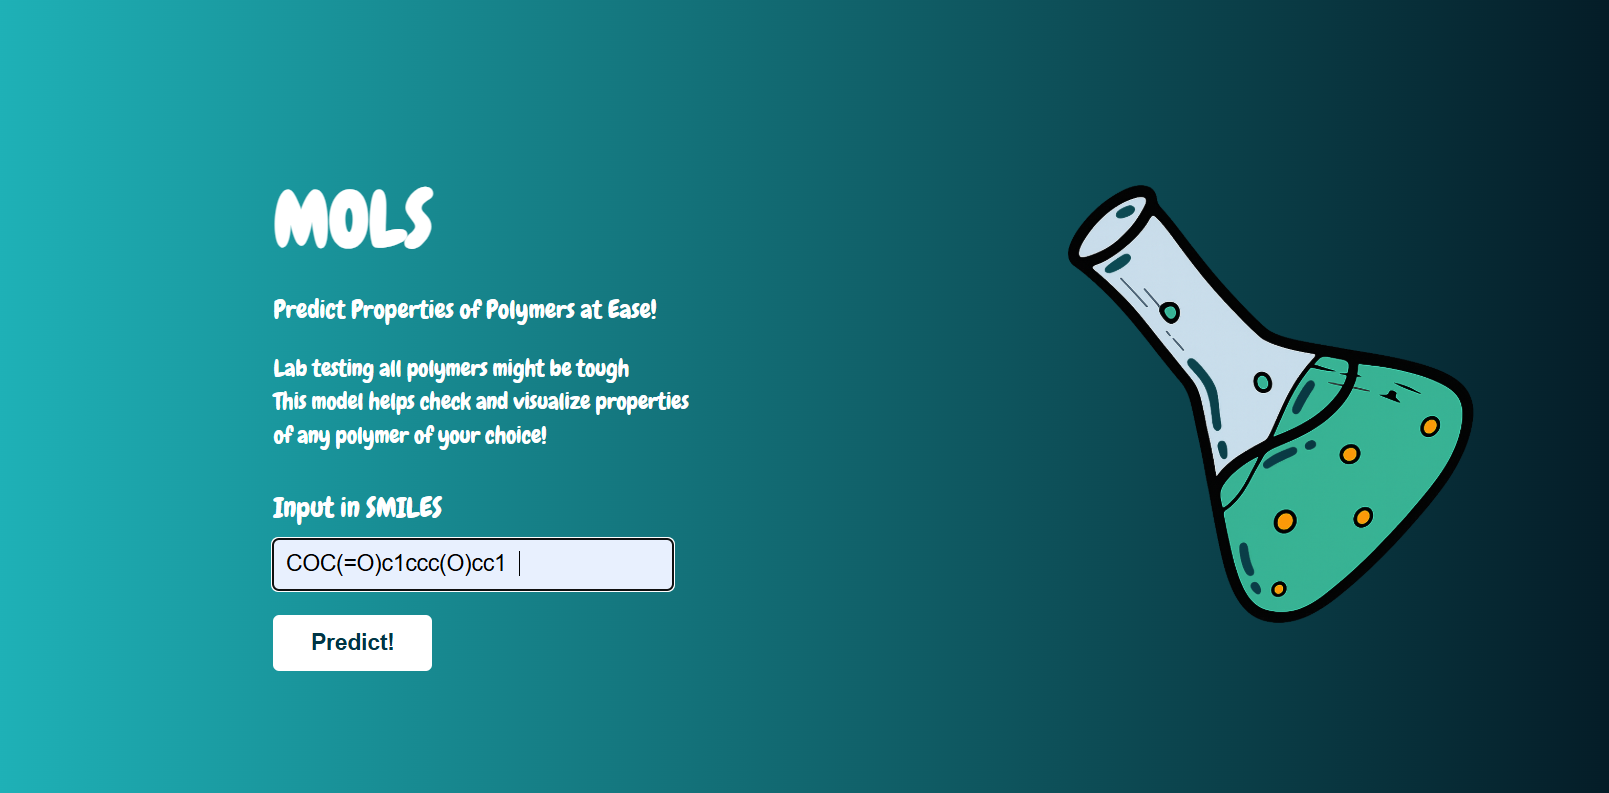 MOLS
Predict Properties of Polymers at Ease!
Lab testing all polymers might be tough
This model helps check and visualize properties
of any polymer of your choice!
Input in SMILES
COC(=O)c1ccc(O)cc1
Predict!